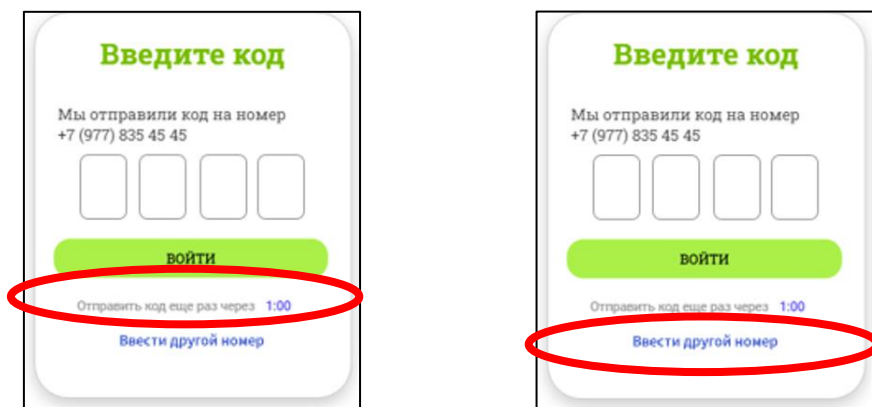 Введите код
Мы отправили код на номер
+7 (977) 835 45 45
ВОЙТИ
Отправить код еще раз через 1:00
Ввести другой номер
Введите код
Мы отправили код на номер
+7 (977) 835 45 45
ВОЙТИ
Отправить код еще раз через 1:00
Ввести другой номер